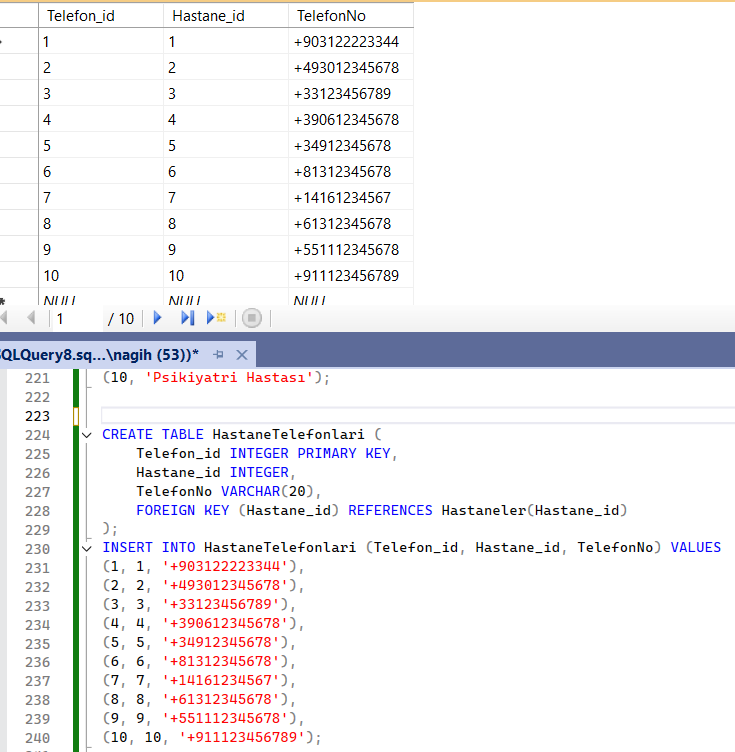 Telefon_id Hastane_id TelefonNo
1 1 +903122223344
2 2 +493012345678
3 3 +33123456789
4 4 +390612345678
5 5 +34912345678
6 6 +81312345678
7 7 +14161234567
8 8 +61312345678
9 9 +551112345678
10 10 +911123456789
NULL NULL NULL
1 / 10
SQLQuery8.sq...\nagih (53))*
221 (10, 'Psikiyatri Hastası');
222
223
224 CREATE TABLE HastaneTelefonlari (
225 Telefon_id INTEGER PRIMARY KEY,
226 Hastane_id INTEGER,
227 TelefonNo VARCHAR(20),
228 FOREIGN KEY (Hastane_id) REFERENCES Hastaneler(Hastane_id)
229 );
230 INSERT INTO HastaneTelefonlari (Telefon_id, Hastane_id, TelefonNo) VALUES
231 (1, 1, '+903122223344'),
232 (2, 2, '+493012345678'),
233 (3, 3, '+33123456789'),
234 (4, 4, '+390612345678'),
235 (5, 5, '+34912345678'),
236 (6, 6, '+81312345678'),
237 (7, 7, '+14161234567'),
238 (8, 8, '+61312345678'),
239 (9, 9, '+551112345678'),
240 (10, 10, '+911123456789');